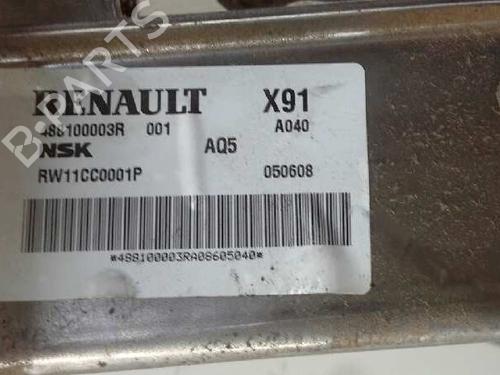 RENAULT X91
488100003R 001 A040
NSK AQ5
RW11CC0001P 050608
*488100003RA08605040*
B-PARTS